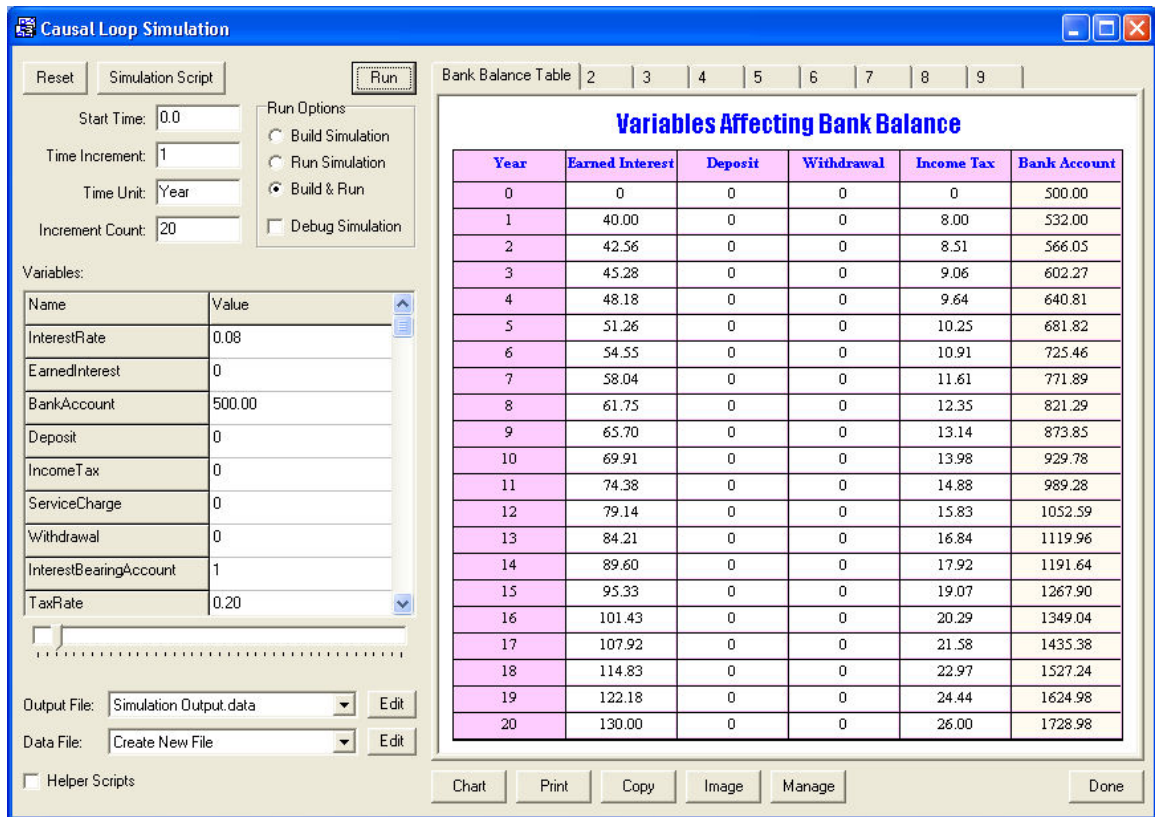 Causal Loop Simulation
Reset Simulation Script Run
Start Time: 0.0
Time Increment: 1
Time Unit: Year
Increment Count: 20
Run Options
Build Simulation
Run Simulation
Build & Run
Debug Simulation
Variables:
Name Value
InterestRate 0.08
EarnedInterest 0
BankAccount 500.00
Deposit 0
IncomeTax 0
ServiceCharge 0
Withdrawal 0
InterestBearingAccount 1
TaxRate 0.20
Output File: Simulation Output.data Edit
Data File: Create New File Edit
Helper Scripts
Bank Balance Table 2 3 4 5 6 7 8 9
Variables Affecting Bank Balance
Year Earned Interest Deposit Withdrawal Income Tax Bank Account
0 0 0 0 0 500.00
1 40.00 0 0 8.00 532.00
2 42.56 0 0 8.51 566.05
3 45.28 0 0 9.06 602.27
4 48.18 0 0 9.64 640.81
5 51.26 0 0 10.25 681.82
6 54.55 0 0 10.91 725.46
7 58.04 0 0 11.61 771.89
8 61.75 0 0 12.35 821.29
9 65.70 0 0 13.14 873.85
10 69.91 0 0 13.98 929.78
11 74.38 0 0 14.88 989.28
12 79.14 0 0 15.83 1052.59
13 84.21 0 0 16.84 1119.96
14 89.60 0 0 17.92 1191.64
15 95.33 0 0 19.07 1267.90
16 101.43 0 0 20.29 1349.04
17 107.92 0 0 21.58 1435.38
18 114.83 0 0 22.97 1527.24
19 122.18 0 0 24.44 1624.98
20 130.00 0 0 26.00 1728.98
Chart Print Copy Image Manage Done